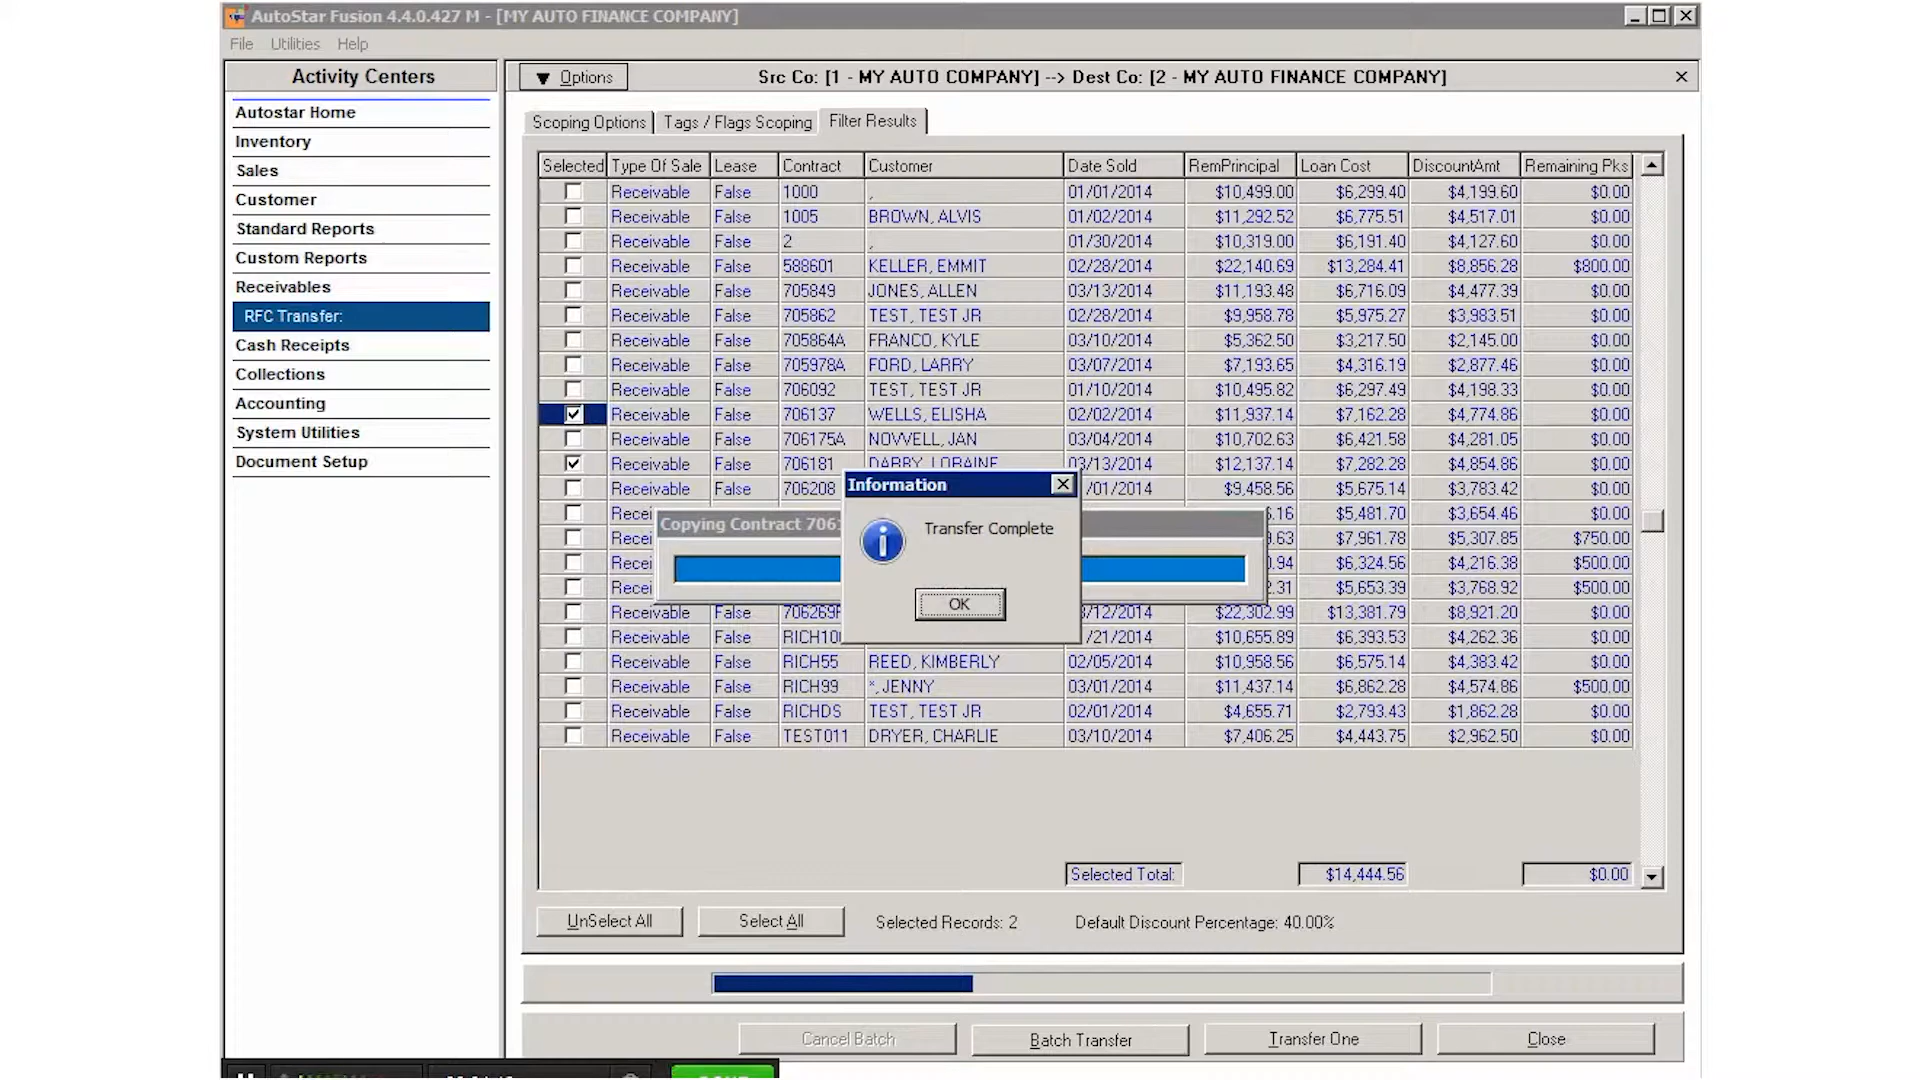 AutoStar Fusion 4.4.0.427 M - [MY AUTO FINANCE COMPANY]
File Utilities Help
Activity Centers
Autostar Home
Inventory
Sales
Customer
Standard Reports
Custom Reports
Receivables
RFC Transfer:
Cash Receipts
Collections
Accounting
System Utilities
Document Setup
Options
Src Co: [1 - MY AUTO COMPANY] --> Dest Co: [2 - MY AUTO FINANCE COMPANY]
Scoping Options Tags / Flags Scoping Filter Results
Selected Type Of Sale Lease Contract Customer Date Sold RemPrincipal Loan Cost DiscountAmt Remaining Pks
Receivable False 1000 , 01/01/2014 $10,499.00 $6,299.40 $4,199.60 $0.00
Receivable False 1005 BROWN, ALVIS 01/02/2014 $11,292.52 $6,775.51 $4,517.01 $0.00
Receivable False 2 , 01/30/2014 $10,319.00 $6,191.40 $4,127.60 $0.00
Receivable False 588601 KELLER, EMMIT 02/28/2014 $22,140.69 $13,284.41 $8,856.28 $800.00
Receivable False 705849 JONES, ALLEN 03/13/2014 $11,193.48 $6,716.09 $4,477.39 $0.00
Receivable False 705862 TEST, TEST JR 02/28/2014 $9,958.78 $5,975.27 $3,983.51 $0.00
Receivable False 705864A FRANCO, KYLE 03/10/2014 $5,362.50 $3,217.50 $2,145.00 $0.00
Receivable False 705978A FORD, LARRY 03/07/2014 $7,193.65 $4,316.19 $2,877.46 $0.00
Receivable False 706092 TEST, TEST JR 01/10/2014 $10,495.82 $6,297.49 $4,198.33 $0.00
Receivable False 706137 WELLS, ELISHA 02/02/2014 $11,937.14 $7,162.28 $4,774.86 $0.00
Receivable False 706175A NOWELL, JAN 03/04/2014 $10,702.63 $6,421.58 $4,281.05 $0.00
Receivable False 706181 DARBY, LORAINE 03/13/2014 $12,137.14 $7,282.28 $4,854.86 $0.00
Receivable False 706208 /01/2014 $9,458.56 $5,675.14 $3,783.42 $0.00
Recei 6.16 $5,481.70 $3,654.46 $0.00
Recei .63 $7,961.78 $5,307.85 $750.00
Recei .94 $6,324.56 $4,216.38 $500.00
Recei 2.31 $5,653.39 $3,768.92 $500.00
Receivable False 706269 /12/2014 $22,302.99 $13,381.79 $8,921.20 $0.00
Receivable False RICH10 /21/2014 $10,655.89 $6,393.53 $4,262.36 $0.00
Receivable False RICH55 REED, KIMBERLY 02/05/2014 $10,958.56 $6,575.14 $4,383.42 $0.00
Receivable False RICH99 *, JENNY 03/01/2014 $11,437.14 $6,862.28 $4,574.86 $500.00
Receivable False RICHDS TEST, TEST JR 02/01/2014 $4,655.71 $2,793.43 $1,862.28 $0.00
Receivable False TEST011 DRYER, CHARLIE 03/10/2014 $7,406.25 $4,443.75 $2,962.50 $0.00
Copying Contract 706
Information
Transfer Complete
OK
Selected Total: $14,444.56 $0.00
UnSelect All Select All Selected Records: 2 Default Discount Percentage: 40.00%
Cancel Batch Batch Transfer Transfer One Close